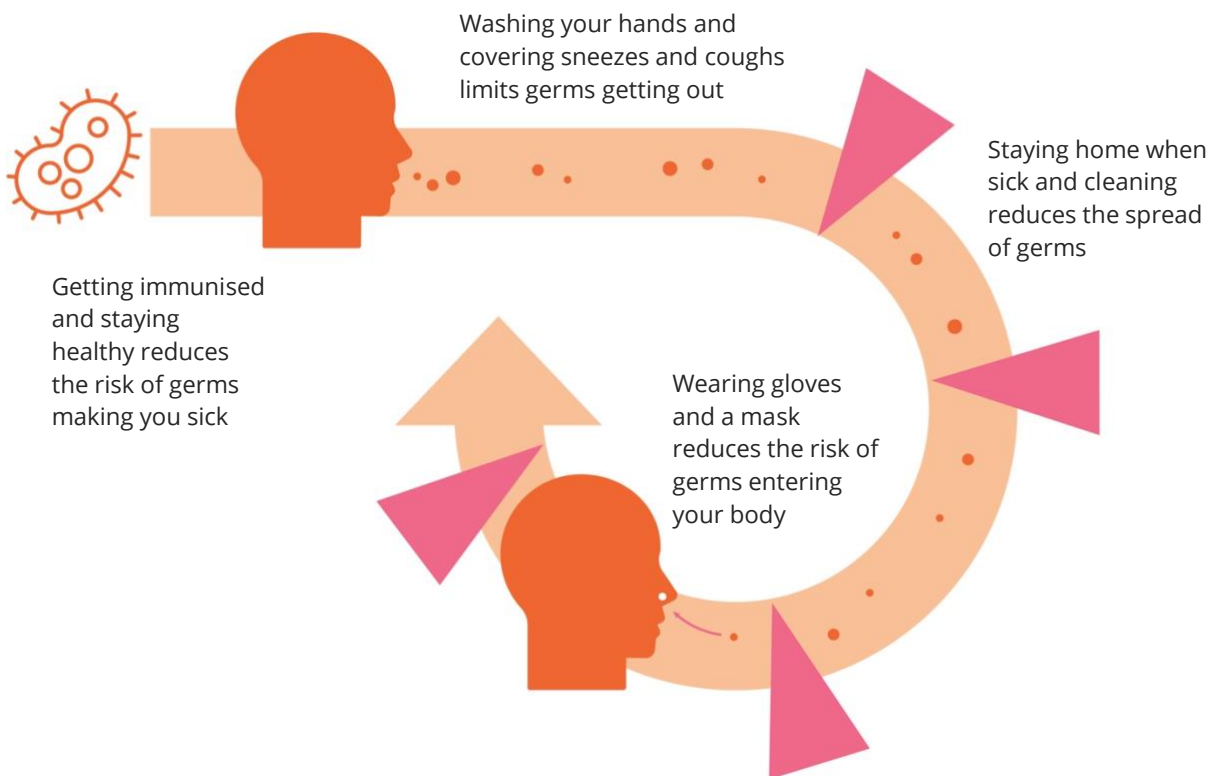 Washing your hands and
covering sneezes and coughs
limits germs getting out
Staying home when
sick and cleaning
reduces the spread
of germs
Wearing gloves
and a mask
reduces the risk of
germs entering
your body
Getting immunised
and staying
healthy reduces
the risk of germs
making you sick